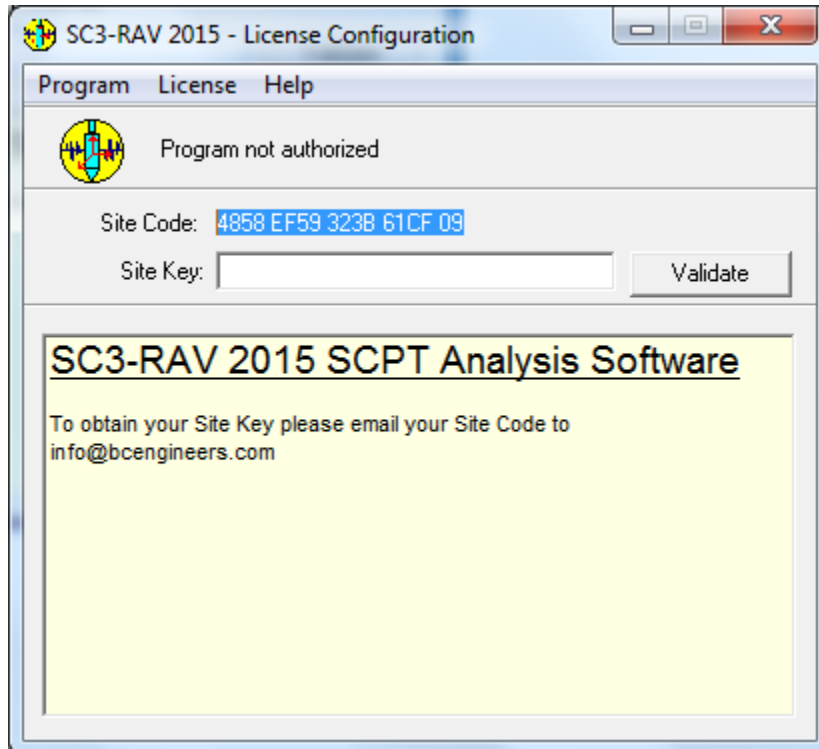 SC3-RAV 2015 - License Configuration
Program License Help
Program not authorized
Site Code: 4858 EF59 323B 61CF 09
Site Key:
Validate
SC3-RAV 2015 SCPT Analysis Software
To obtain your Site Key please email your Site Code to
info@bcengineers.com